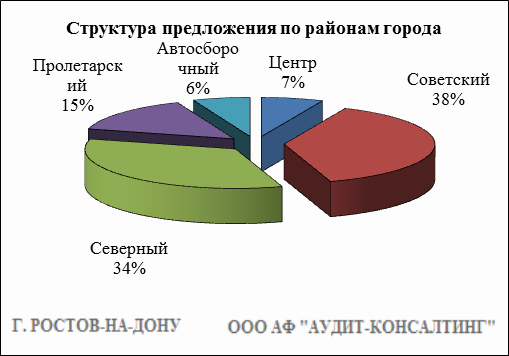 Структура предложения по районам города
Автосборо
чный
6%
Центр
7%
Пролетарск
ий
15%
Советский
38%
Северный
34%
Г. РОСТОВ-НА-ДОНУ
ООО АФ "АУДИТ-КОНСАЛТИНГ"